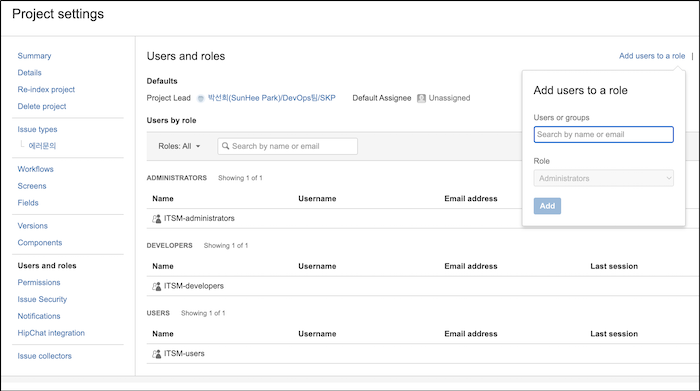 Project settings
Summary
Details
Re-index project
Delete project
Issue types
에러문의
Workflows
Screens
Fields
Versions
Components
Users and roles
Permissions
Issue Security
Notifications
HipChat integration
Issue collectors
Users and roles
Add users to a role
Defaults
Project Lead 박선희(SunHee Park)/DevOps팀/SKP Default Assignee Unassigned
Users by role
Roles: All Search by name or email
ADMINISTRATORS Showing 1 of 1
Name Username Email address
ITSM-administrators
DEVELOPERS Showing 1 of 1
Name Username Email address Last session
ITSM-developers
USERS Showing 1 of 1
Name Username Email address Last session
ITSM-users
Add users to a role
Users or groups
Search by name or email
Role
Administrators
Add